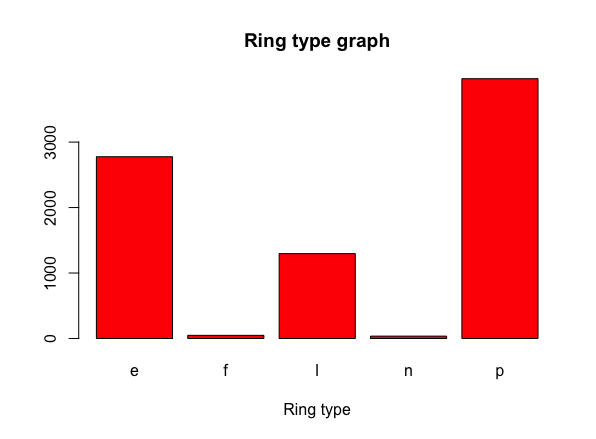 Ring type graph
3000
2000
1000
0
e f l n p
Ring type